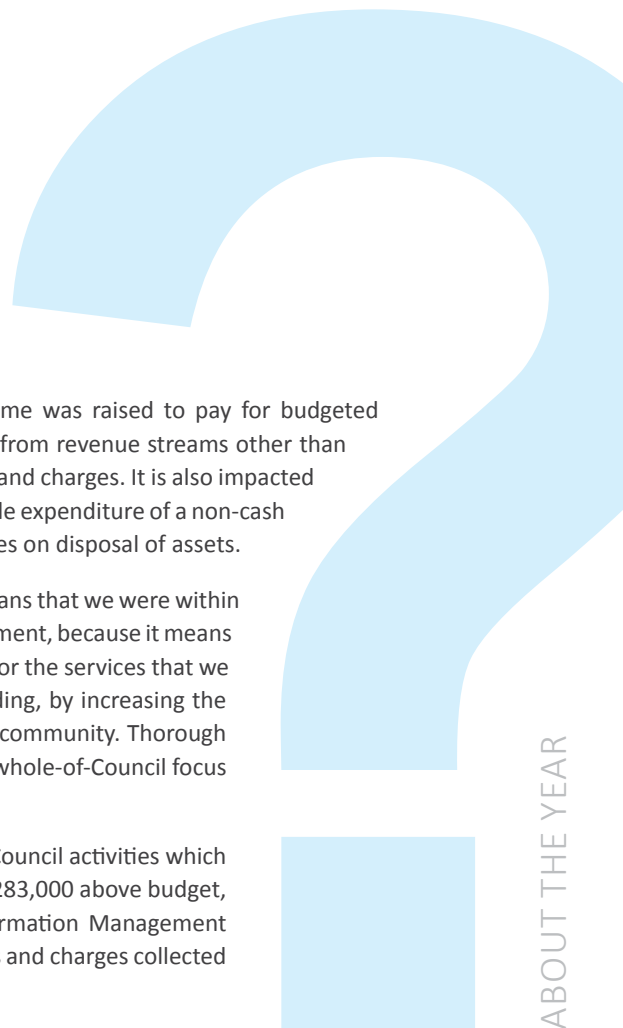 me was raised to pay for budgeted
from revenue streams other than
and charges. It is also impacted
le expenditure of a non-cash
es on disposal of assets.
ans that we were within
ment, because it means
or the services that we
ding, by increasing the
community. Thorough
whole-of-Council focus
Council activities which
283,000 above budget,
rmation Management
s and charges collected
ABOUT THE YEAR